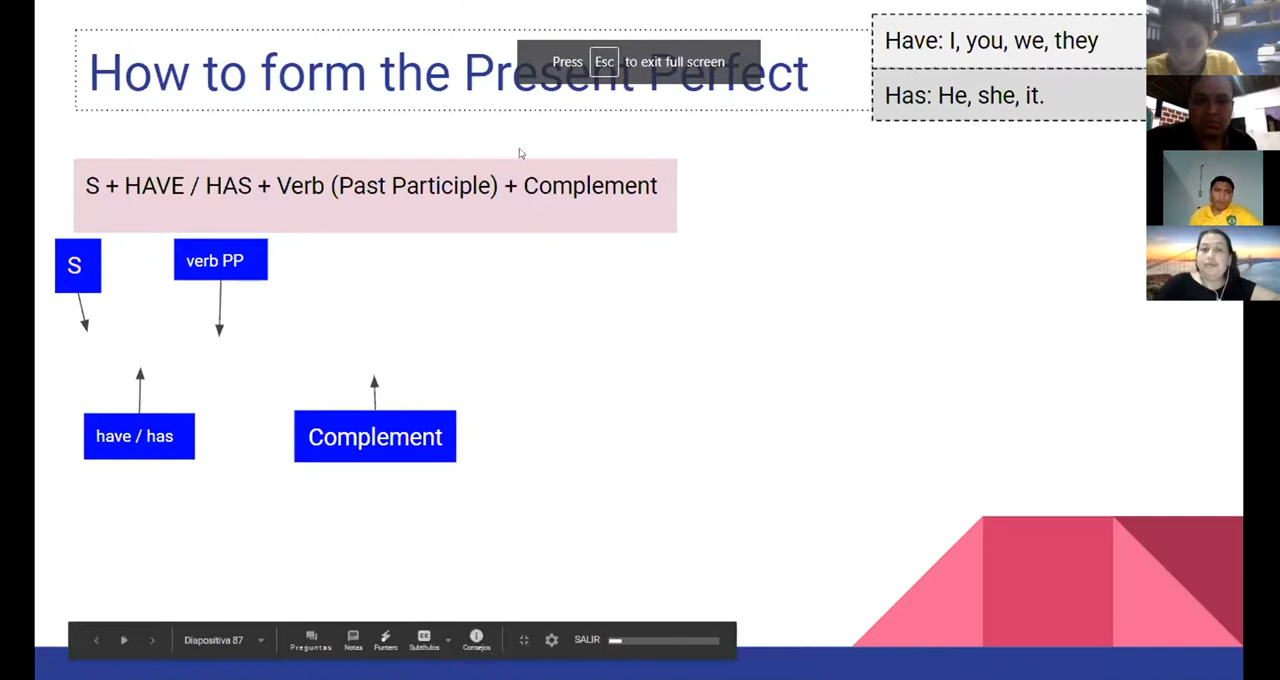 How to form the Present Perfect
Press Esc to exit full screen
Have: I, you, we, they
Has: He, she, it.
S + HAVE / HAS + Verb (Past Participle) + Complement
S
verb PP
have / has
Complement
Diapositiva 87
Preguntas
Notas
Puntero
Subtítulos
Consejos
SALIR